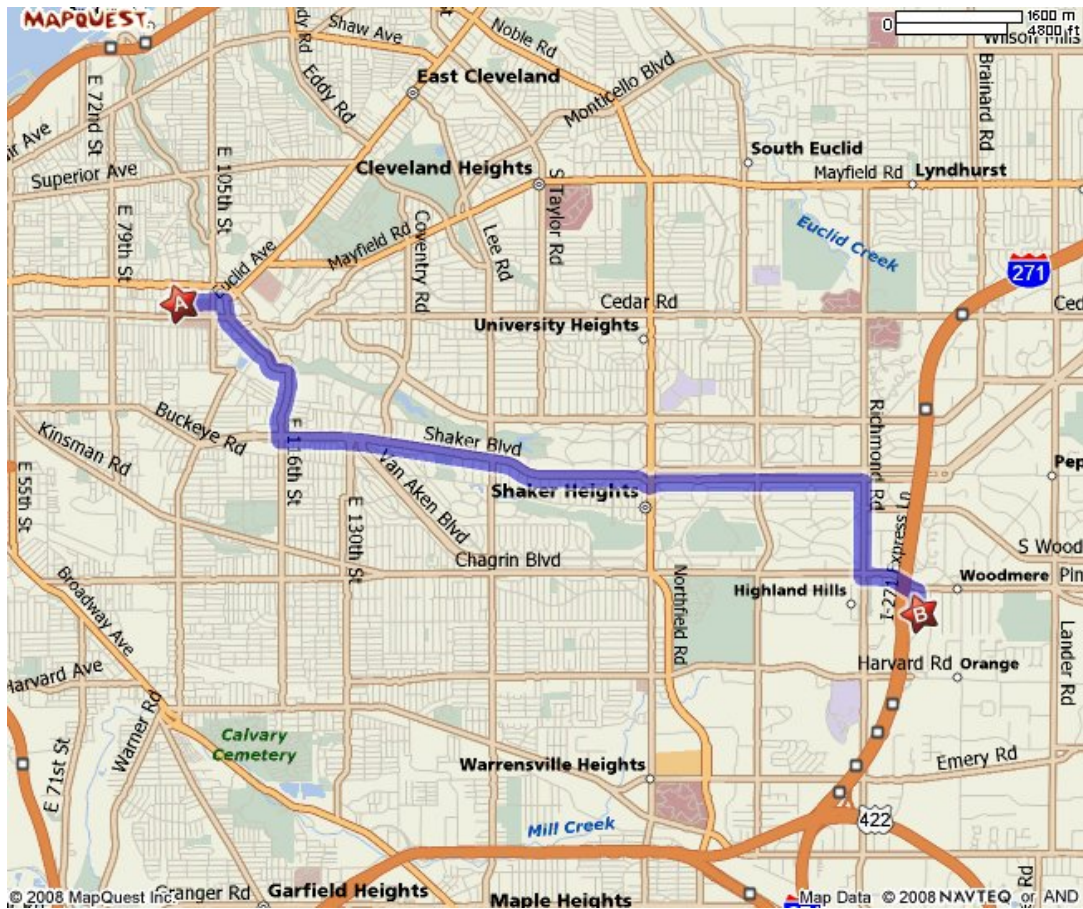 MAPQUEST.
0
1600 m
4800 ft
Wilson Mills
Shaw Ave
Noble Rd
Eddy Rd
East Cleveland
Monticello Blvd
Brainard Rd
E 72nd St
Superior Ave
E 105th St
Cleveland Heights
South Euclid
Mayfield Rd
Lyndhurst
S Taylor Rd
E 79th St
Coventry Rd
Lee Rd
Mayfield Rd
Euclid Ave
Euclid Creek
271
A
Cedar Rd
University Heights
Buckeye Rd
Kinsman Rd
E 116th St
Shaker Blvd
Van Aken Blvd
Richmond Rd
E 55th St
E 130th St
Shaker Heights
I-271 Express Ln
Chagrin Blvd
S Wood
Broadway Ave
Northfield Rd
Highland Hills
Woodmere
B
Lander Rd
Harvard Ave
Harvard Rd
Orange
Warner Rd
Calvary
Cemetery
E 71st St
Warrensville Heights
Emery Rd
Mill Creek
422
© 2008 MapQuest Inc.
Granger Rd
Garfield Heights
Maple Heights
Map Data © 2008 NAVTEQ or AND